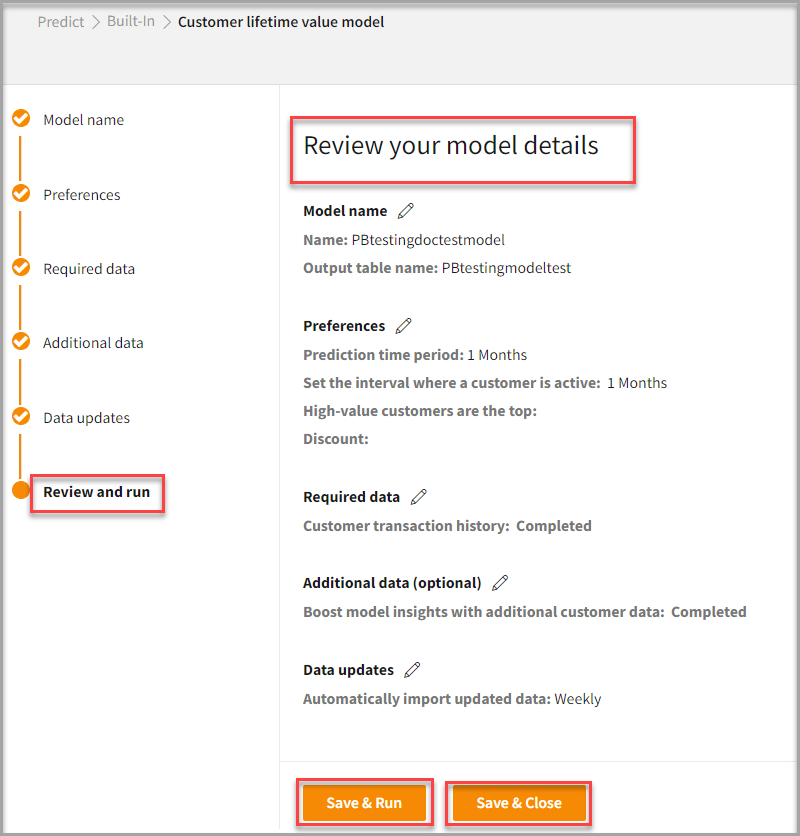 Predict > Built-In > Customer lifetime value model
Model name
Preferences
Required data
Additional data
Data updates
Review and run
Review your model details
Model name
Name: PBtestingdoctestmodel
Output table name: PBtestingmodeltest
Preferences
Prediction time period: 1 Months
Set the interval where a customer is active: 1 Months
High-value customers are the top:
Discount:
Required data
Customer transaction history: Completed
Additional data (optional)
Boost model insights with additional customer data: Completed
Data updates
Automatically import updated data: Weekly
Save & Run
Save & Close